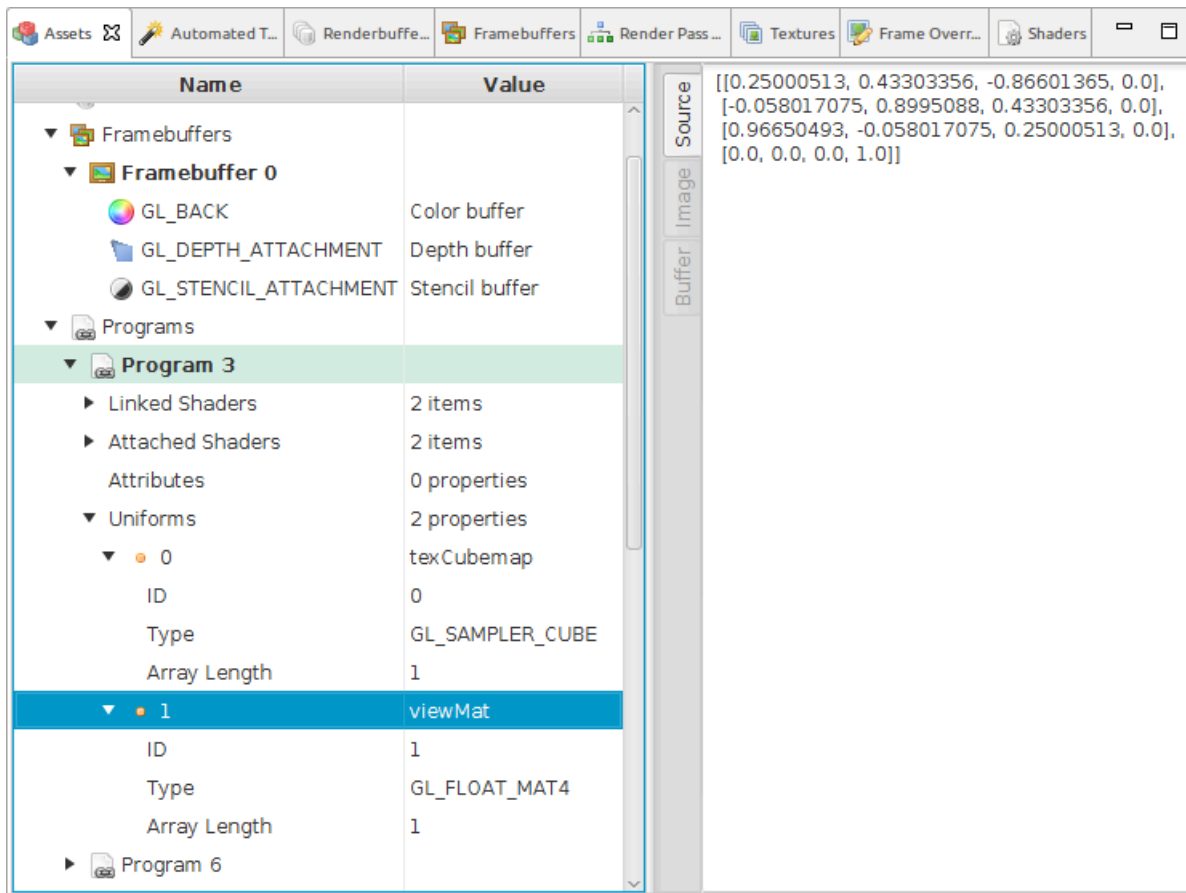 Assets Automated T... Renderbuffe... Framebuffers Render Pass ... Textures Frame Overr... Shaders
Name Value
Framebuffers
Framebuffer 0
GL_BACK Color buffer
GL_DEPTH_ATTACHMENT Depth buffer
GL_STENCIL_ATTACHMENT Stencil buffer
Programs
Program 3
Linked Shaders 2 items
Attached Shaders 2 items
Attributes 0 properties
Uniforms 2 properties
0 texCubemap
ID 0
Type GL_SAMPLER_CUBE
Array Length 1
1 viewMat
ID 1
Type GL_FLOAT_MAT4
Array Length 1
Program 6
Source
Image
Buffer
[[0.25000513, 0.43303356, -0.86601365, 0.0],
[-0.058017075, 0.8995088, 0.43303356, 0.0],
[0.96650493, -0.058017075, 0.25000513, 0.0],
[0.0, 0.0, 0.0, 1.0]]